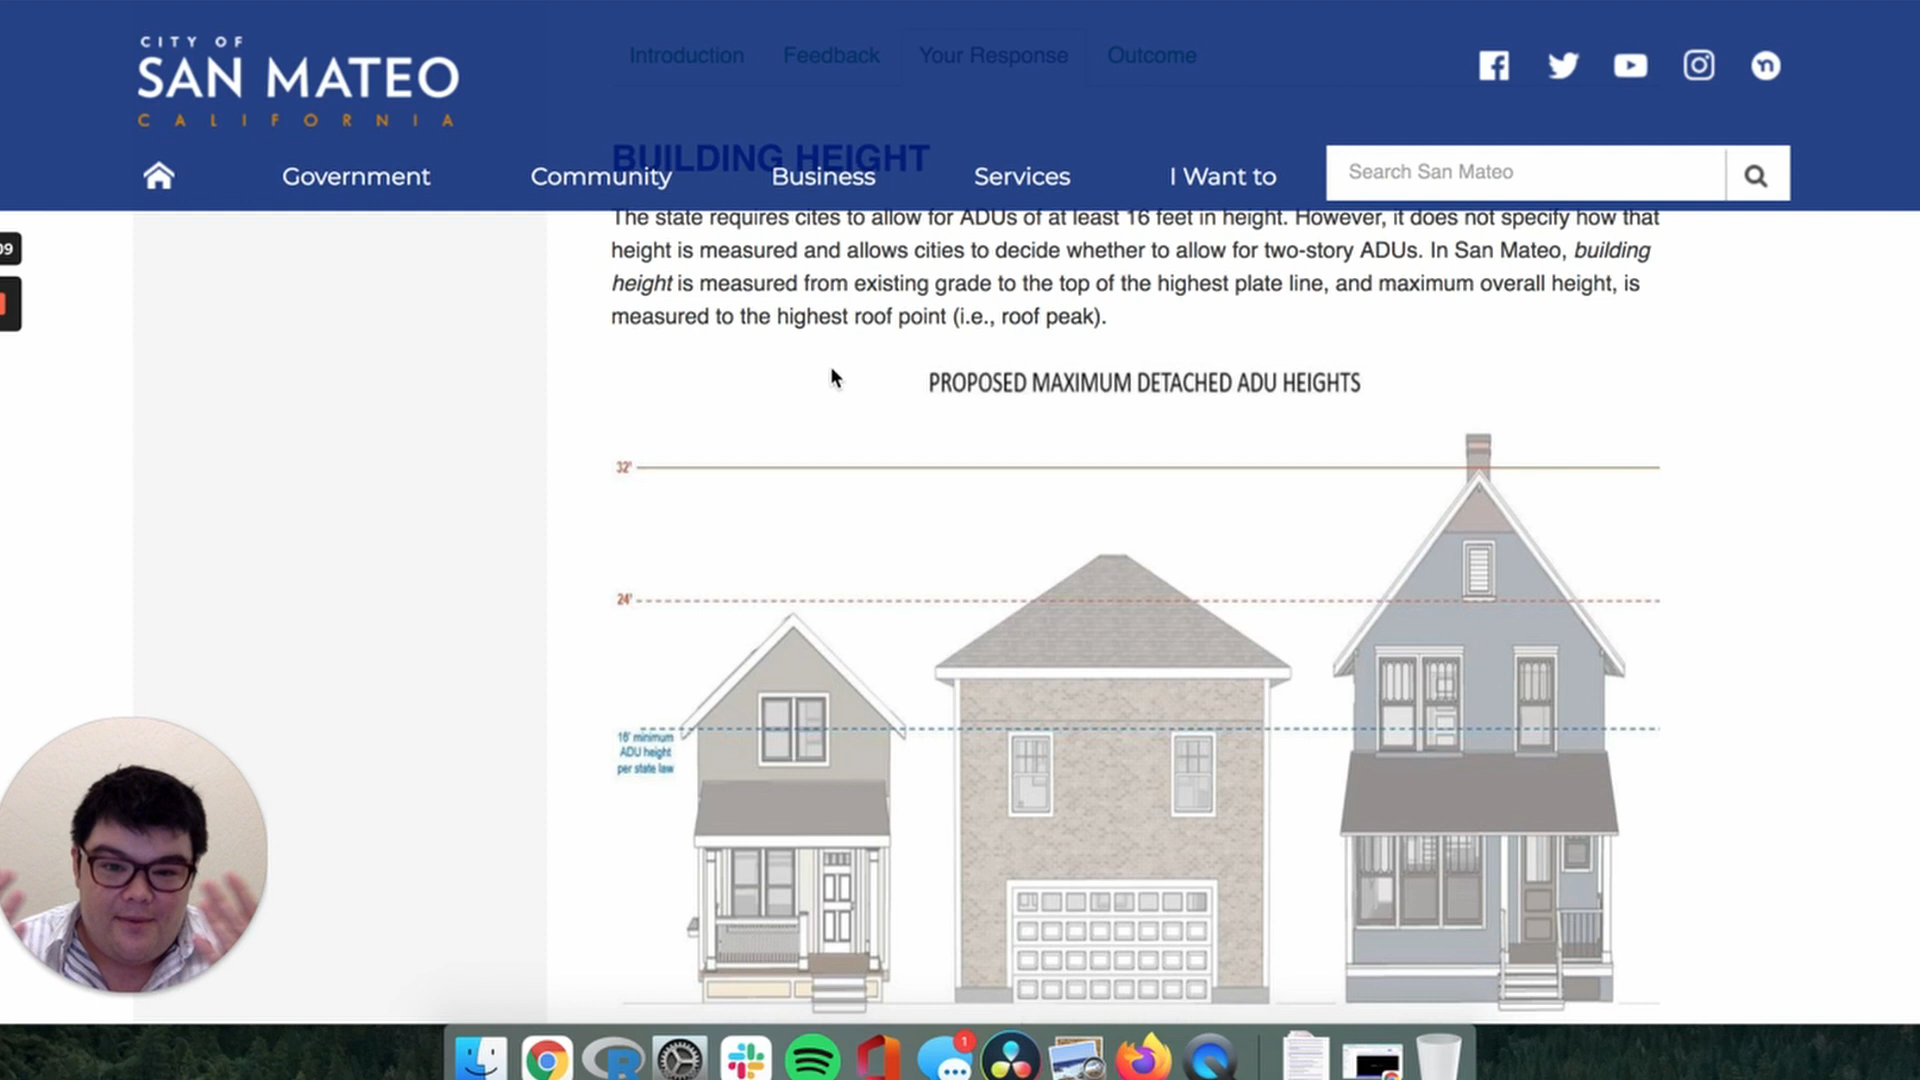 CITY OF
SAN MATEO
CALIFORNIA
Introduction Feedback Your Response Outcome
BUILDING HEIGHT
Government Community Business Services I Want to
Search San Mateo
The state requires cites to allow for ADUs of at least 16 feet in height. However, it does not specify how that
height is measured and allows cities to decide whether to allow for two-story ADUs. In San Mateo, building
height is measured from existing grade to the top of the highest plate line, and maximum overall height, is
measured to the highest roof point (i.e., roof peak).
09
PROPOSED MAXIMUM DETACHED ADU HEIGHTS
32'
24'
16' minimum
ADU height
per state law
1